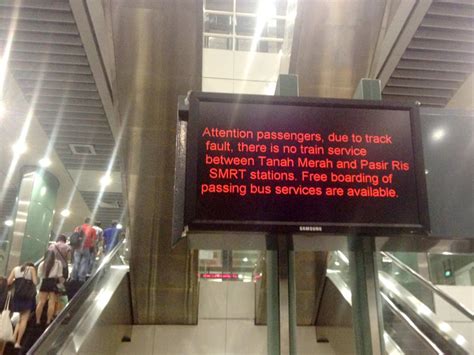 Attention passengers, due to track
fault, there is no train service
between Tanah Merah and Pasir Ris
SMRT stations. Free boarding of
passing bus services are available.
SAMSUNG